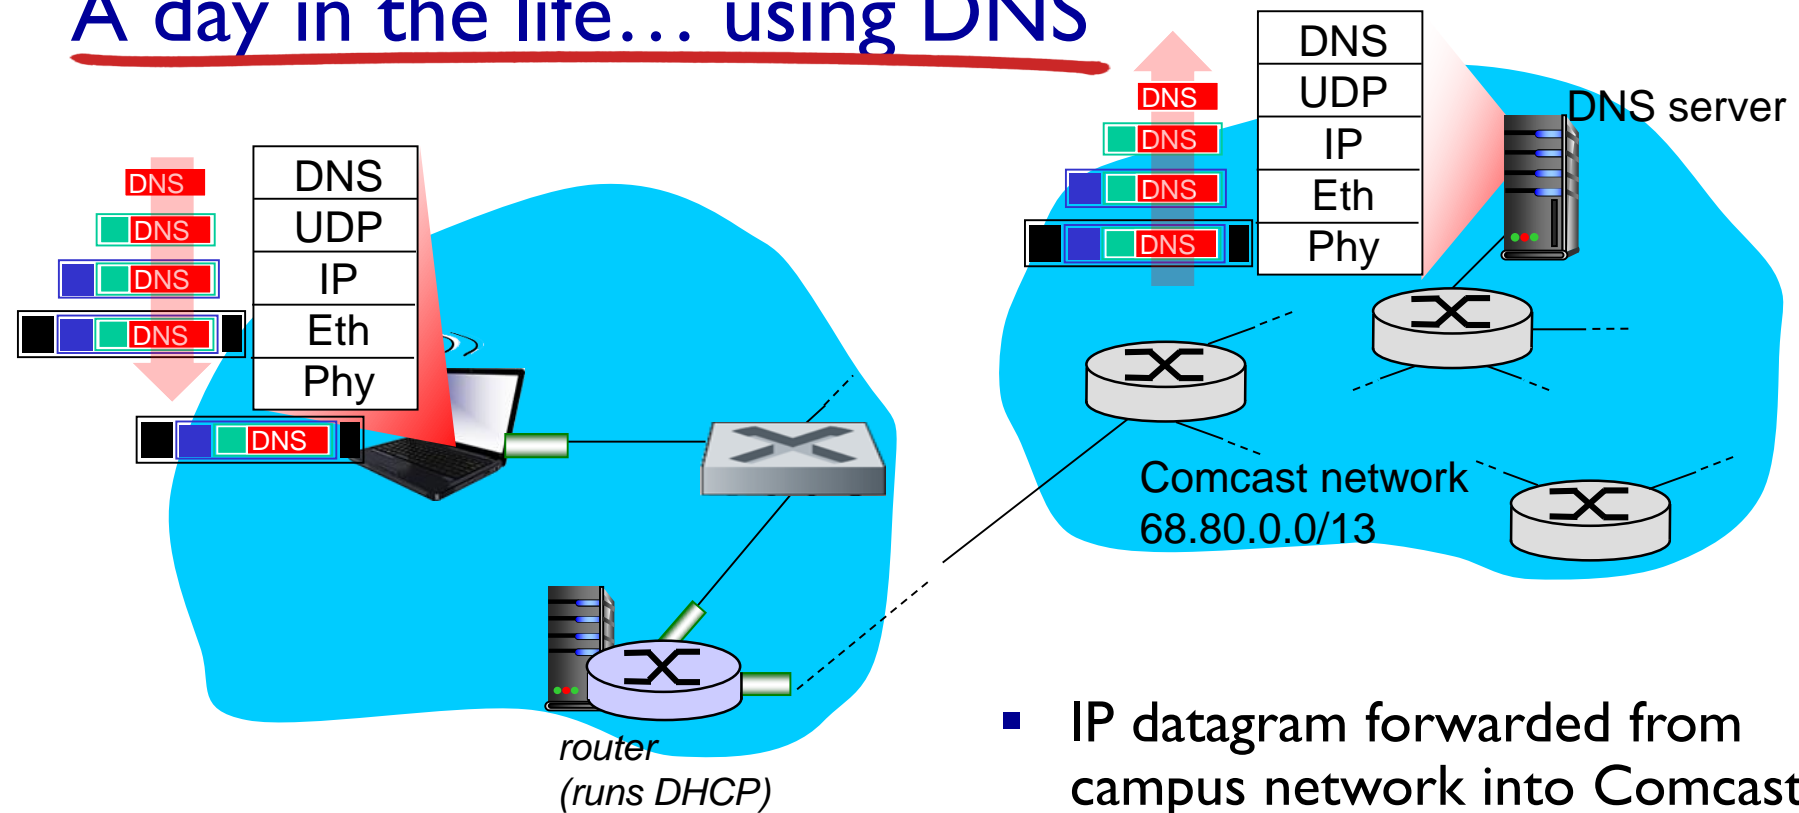 A day in the life… using DNS
DNS
DNS
DNS
DNS
DNS
UDP
IP
Eth
Phy
DNS
DNS
DNS
DNS
DNS
DNS
UDP
IP
Eth
Phy
DNS server
Comcast network
68.80.0.0/13
router
(runs DHCP)
▪ IP datagram forwarded from
campus network into Comcast